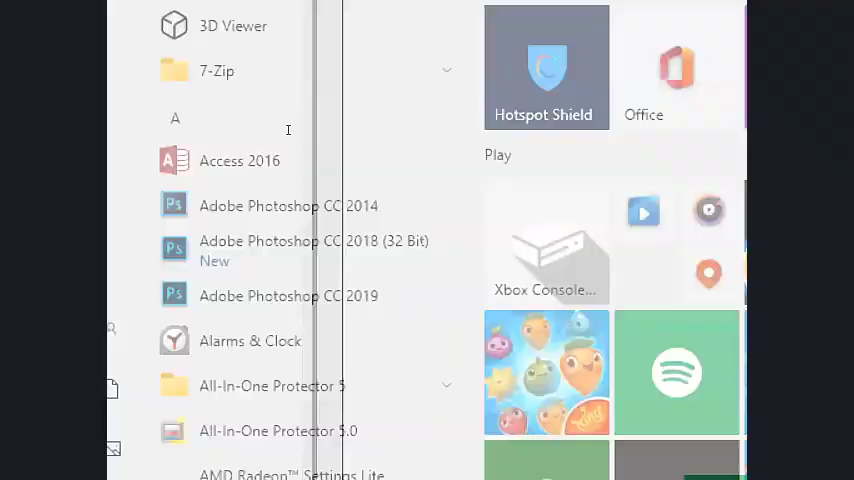 3D Viewer
7-Zip
A
Access 2016
Adobe Photoshop CC 2014
Adobe Photoshop CC 2018 (32 Bit)
New
Adobe Photoshop CC 2019
Alarms & Clock
All-In-One Protector 5
All-In-One Protector 5.0
AMD Radeon™ Settings Lite
Hotspot Shield
Office
Play
Xbox Console...
King